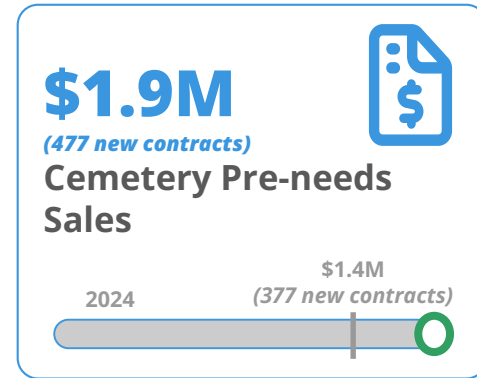 $1.9M
(477 new contracts)
Cemetery Pre-needs
Sales
$1.4M
2024
(377 new contracts)